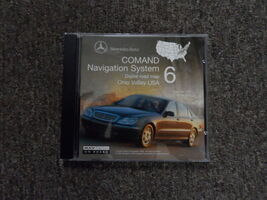 Mercedes-Benz
COMAND
Navigation System
Digital road map
Ohio Valley USA
6